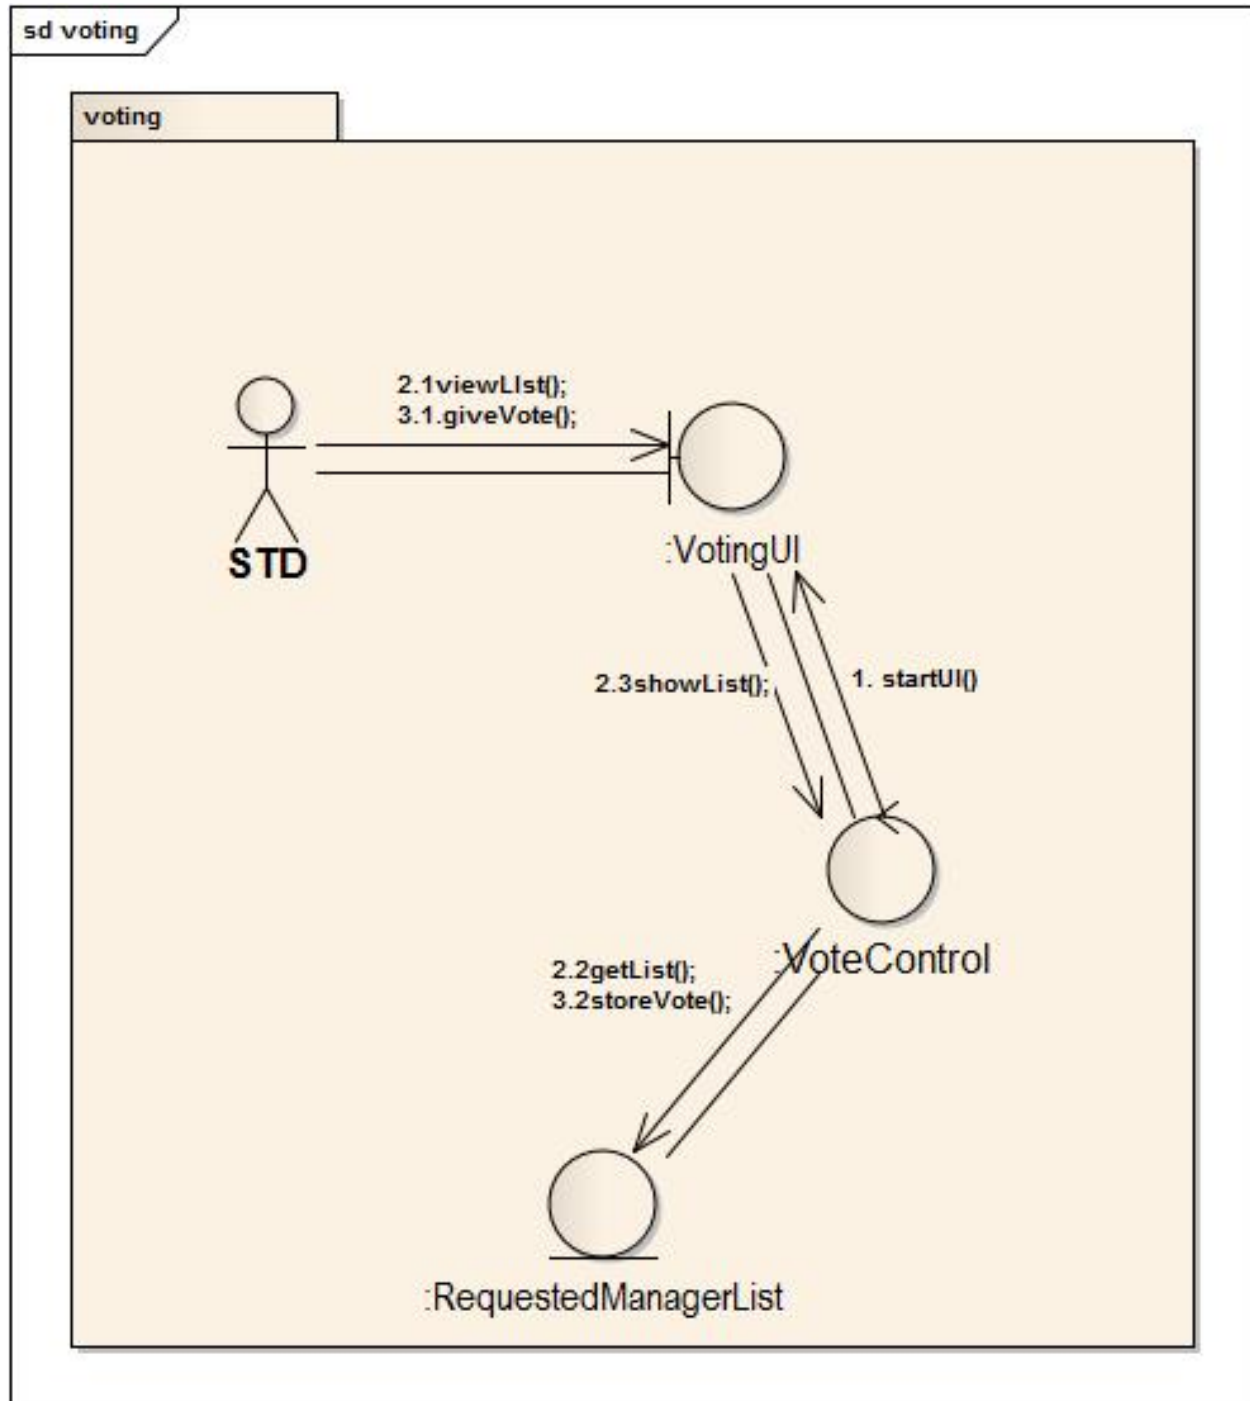 sd voting
voting
2.1viewLIst();
3.1.giveVote();
STD
:VotingUI
2.3showList();
1. startUI()
:VoteControl
2.2getList();
3.2storeVote();
:RequestedManagerList